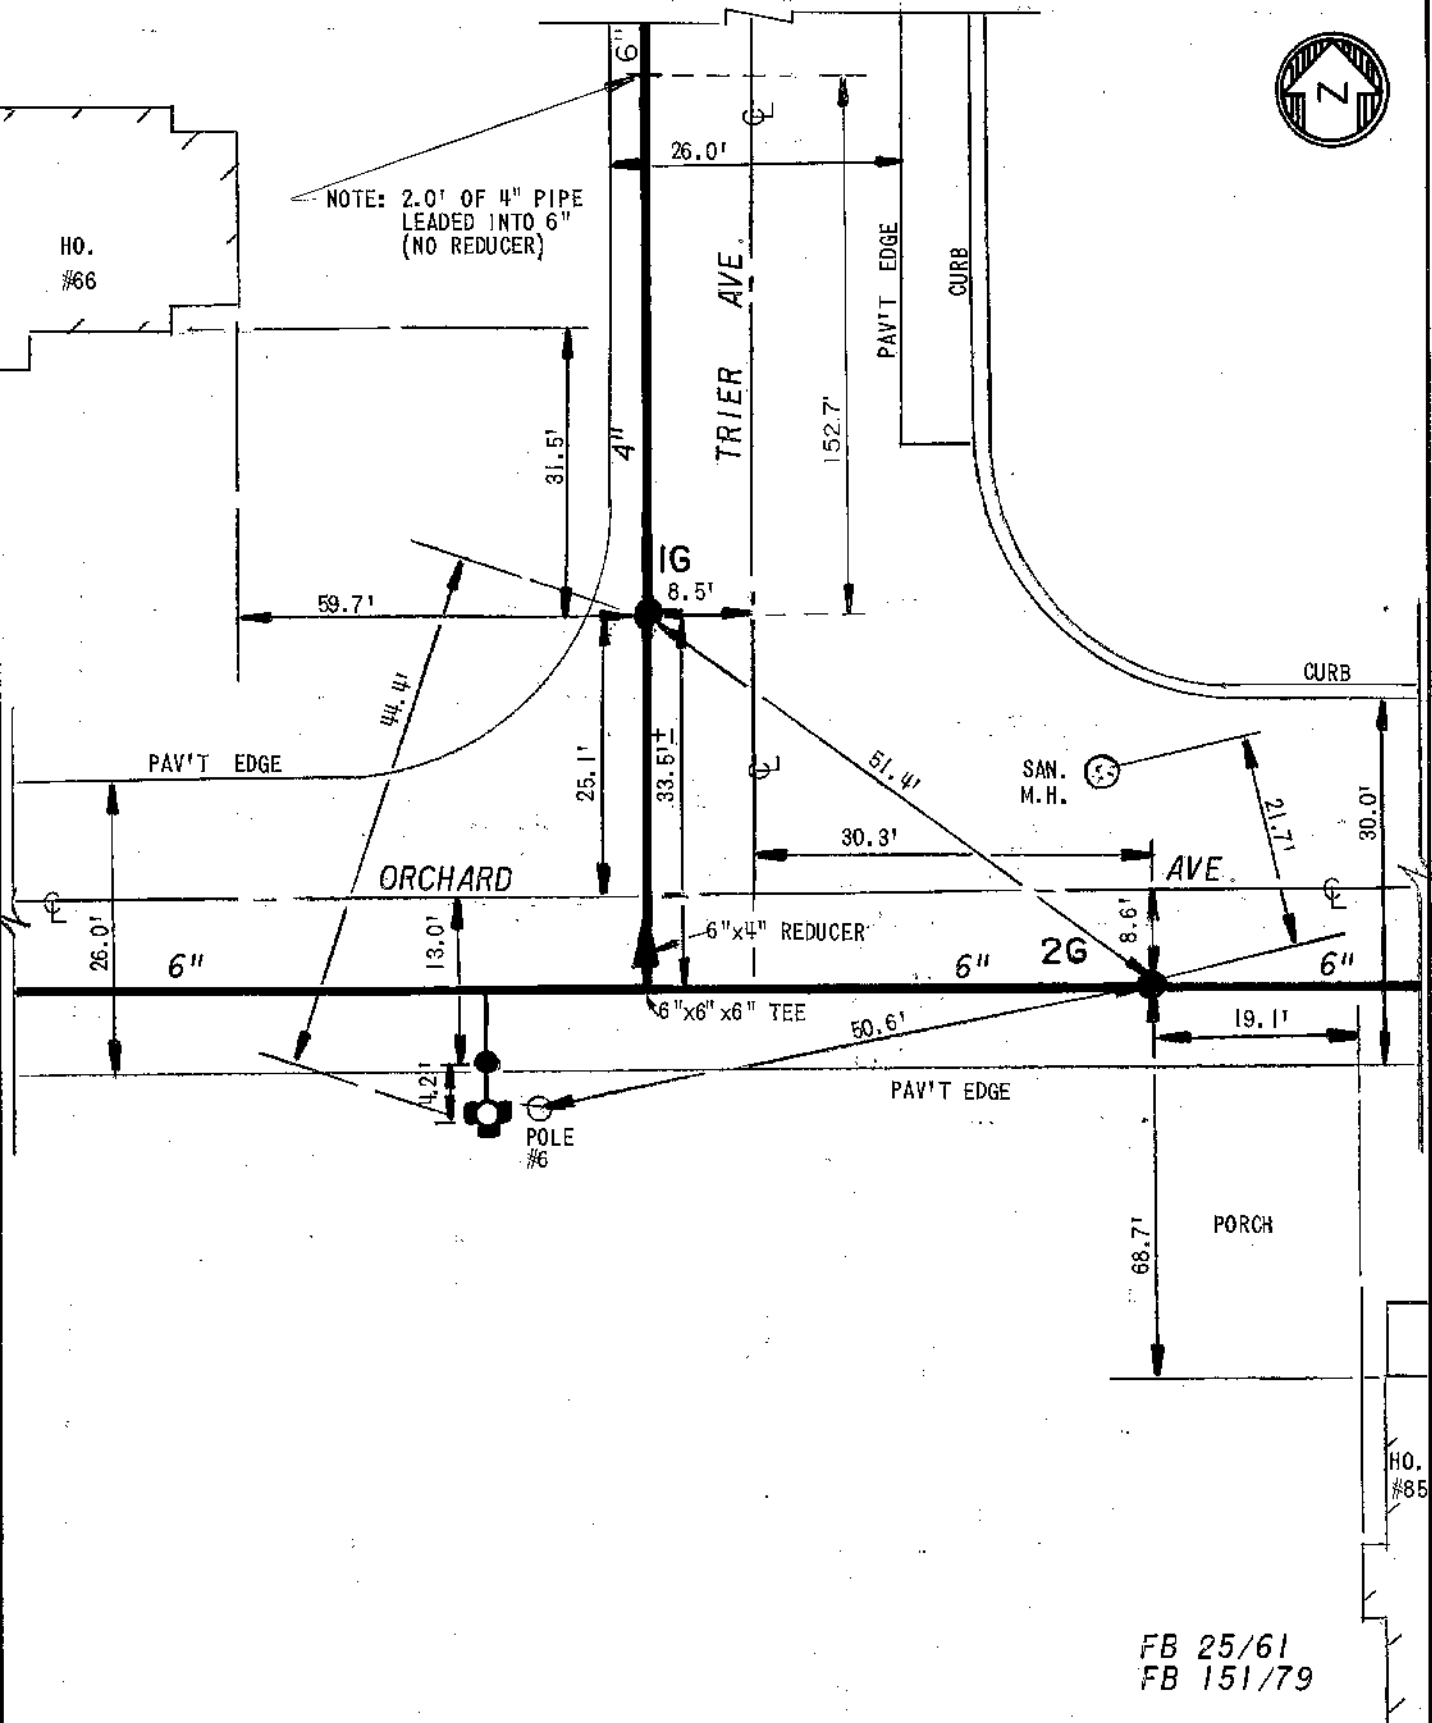 6"
N
℄
26.0'
NOTE: 2.0' OF 4" PIPE
LEADED INTO 6"
(NO REDUCER)
HO.
#66
TRIER AVE.
PAV'T EDGE
CURB
31.5'
4"
152.7'
1G
8.5'
59.7'
44.4'
CURB
PAV'T EDGE
25.1'
33.5'±
℄
51.4'
SAN.
M.H.
21.7'
30.0'
30.3'
ORCHARD AVE.
℄
℄
26.0'
13.0'
6"x4" REDUCER
8.6'
6"
6"
2G
6"
6"x6"x6" TEE
50.6'
19.1'
14.2'
PAV'T EDGE
POLE
#6
68.7'
PORCH
HO.
#85
FB 25/61
FB 151/79